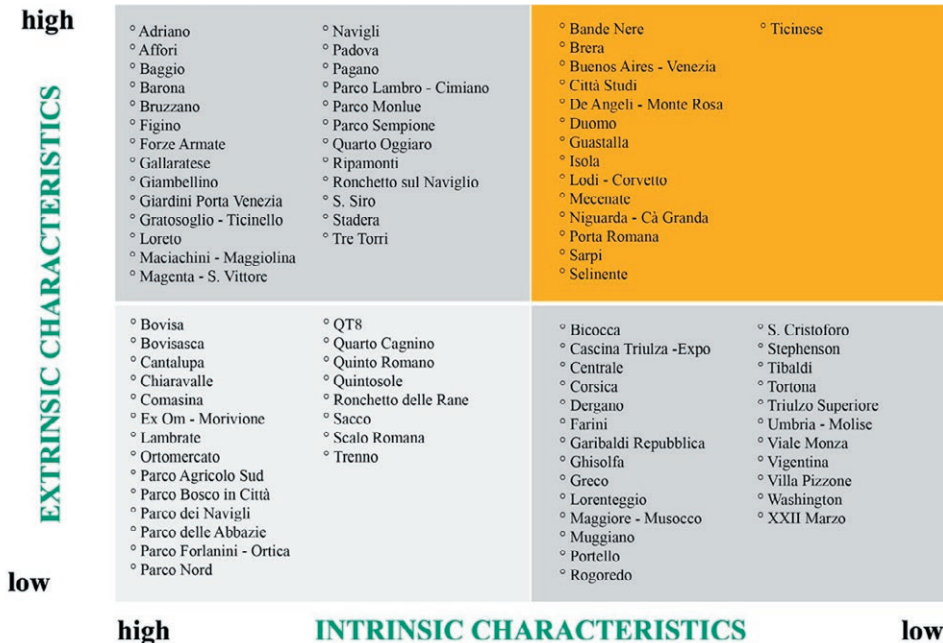 high
EXTRINSIC CHARACTERISTICS
low
° Adriano
° Affori
° Baggio
° Barona
° Bruzzano
° Figino
° Forze Armate
° Gallaratese
° Giambellino
° Giardini Porta Venezia
° Gratosoglio - Ticinello
° Loreto
° Maciachini - Maggiolina
° Magenta - S. Vittore
° Navigli
° Padova
° Pagano
° Parco Lambro - Cimiano
° Parco Monlue
° Parco Sempione
° Quarto Oggiaro
° Ripamonti
° Ronchetto sul Naviglio
° S. Siro
° Stadera
° Tre Torri
° Bande Nere
° Brera
° Buenos Aires - Venezia
° Città Studi
° De Angeli - Monte Rosa
° Duomo
° Guastalla
° Isola
° Lodi - Corvetto
° Mecenate
° Niguarda - Cà Granda
° Porta Romana
° Sarpi
° Selinente
° Ticinese
° Bovisa
° Bovisasca
° Cantalupa
° Chiaravalle
° Comasina
° Ex Om - Morivione
° Lambrate
° Ortomercato
° Parco Agricolo Sud
° Parco Bosco in Città
° Parco dei Navigli
° Parco delle Abbazie
° Parco Forlanini - Ortica
° Parco Nord
° QT8
° Quarto Cagnino
° Quinto Romano
° Quintosole
° Ronchetto delle Rane
° Sacco
° Scalo Romana
° Trenno
° Bicocca
° Cascina Triulza -Expo
° Centrale
° Corsica
° Dergano
° Farini
° Garibaldi Repubblica
° Ghisolfa
° Greco
° Lorenteggio
° Maggiore - Musocco
° Muggiano
° Portello
° Rogoredo
° S. Cristoforo
° Stephenson
° Tibaldi
° Tortona
° Triulzo Superiore
° Umbria - Molise
° Viale Monza
° Vigentina
° Villa Pizzone
° Washington
° XXII Marzo
high
INTRINSIC CHARACTERISTICS
low